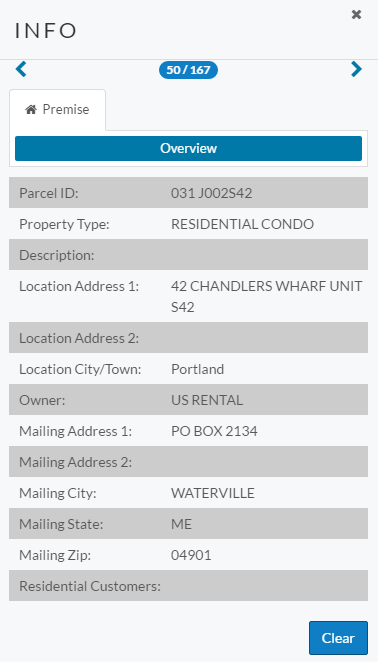 INFO
50 / 167
Premise
Overview
Parcel ID: 031 J002S42
Property Type: RESIDENTIAL CONDO
Description:
Location Address 1: 42 CHANDLERS WHARF UNIT
S42
Location Address 2:
Location City/Town: Portland
Owner: US RENTAL
Mailing Address 1: PO BOX 2134
Mailing Address 2:
Mailing City: WATERVILLE
Mailing State: ME
Mailing Zip: 04901
Residential Customers:
Clear